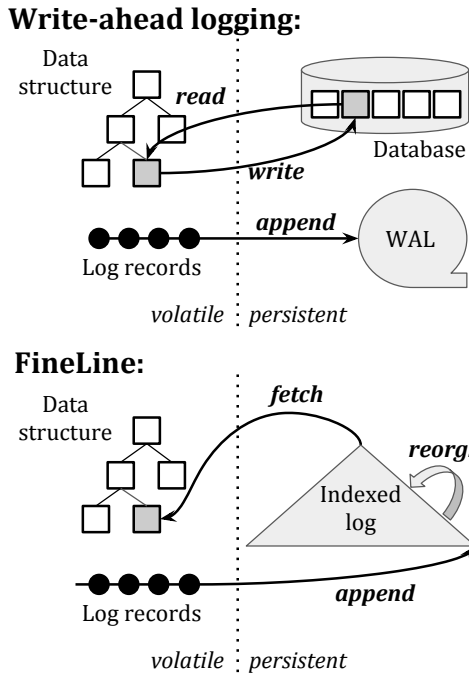 Write-ahead logging:
Data
structure
read
Database
write
append
WAL
Log records
volatile
persistent
FineLine:
fetch
Data
structure
reorg.
Indexed
log
append
Log records
volatile
persistent